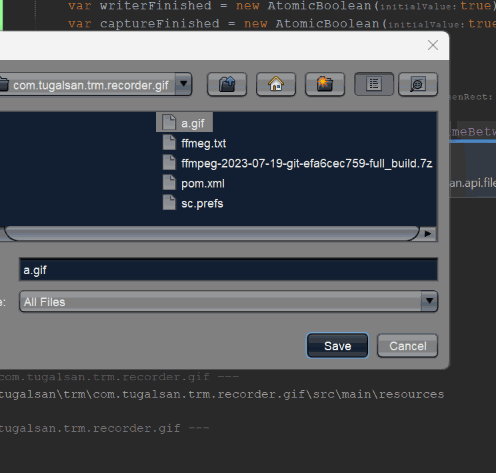 var writerFinished = new AtomicBoolean(initialValue:true)
var captureFinished = new AtomicBoolean(initialValue:true
com.tugalsan.trm.recorder.gif
a.gif
ffmeg.txt
ffmpeg-2023-07-19-git-efa6cec759-full_build.7z
pom.xml
sc.prefs
eenRect:
meBetw
an.api.file
a.gif
e:
All Files
Save
Cancel
com.tugalsan.trm.recorder.gif ---
tugalsan\trm\com.tugalsan.trm.recorder.gif\src\main\resources
tugalsan.trm.recorder.gif ---